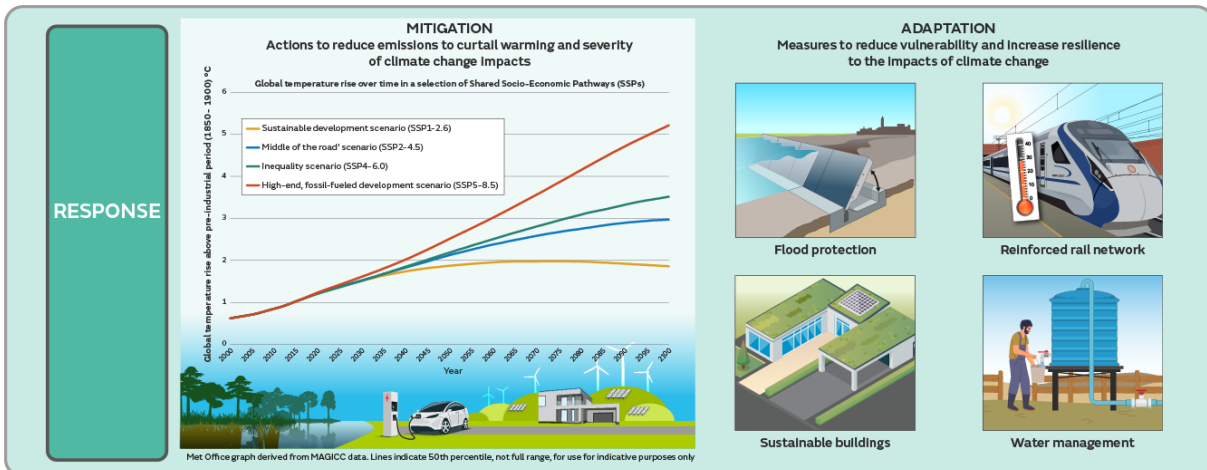 RESPONSE
MITIGATION
Actions to reduce emissions to curtail warming and severity
of climate change impacts
Global temperature rise over time in a selection of Shared Socio-Economic Pathways (SSPs)
Global temperature rise above pre-industrial period (1850- 1900) °C
6
5
4
3
2
1
0
Sustainable development scenario (SSP1-2.6)
Middle of the road' scenario (SSP2-4.5)
Inequality scenario (SSP4-6.0)
High-end, fossil-fueled development scenario (SSP5-8.5)
2000 2005 2010 2015 2020 2025 2030 2035 2040 2045 2050 2055 2060 2065 2070 2075 2080 2085 2090 2095 2100
Year
Met Office graph derived from MAGICC data. Lines indicate 50th percentile, not full range, for use for indicative purposes only
ADAPTATION
Measures to reduce vulnerability and increase resilience
to the impacts of climate change
Flood protection
40
30
20
10
0
Reinforced rail network
Sustainable buildings
Water management